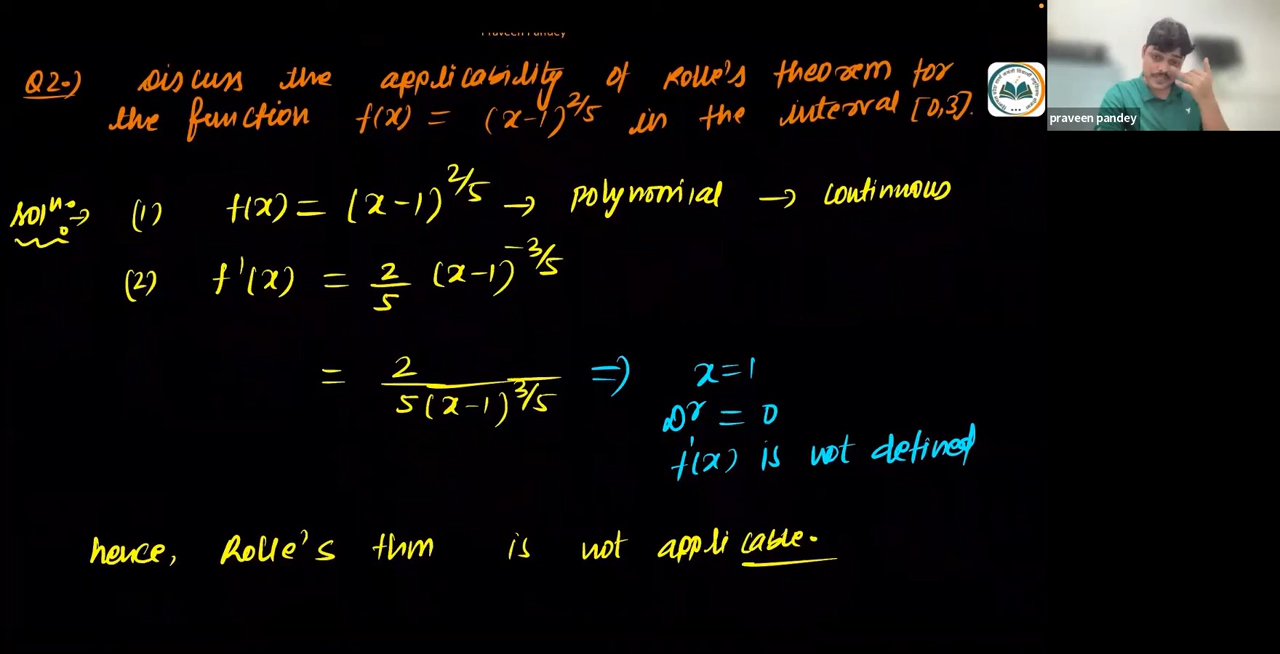 Praveen Pandey
Q2.) Discuss the applicability of Rolle's theorem for
the function f(x) = (x-1)^2/5 in the interval [0,3].
praveen pandey
Solnº → (1) f(x) = (x-1)^2/5 → polynomial → continuous
(2) f'(x) = 2/5 (x-1)^-3/5
= 2/5(x-1)^3/5 ⇒ x=1
Dr = 0
f'(x) is not defined
hence, Rolle's thm is not applicable.